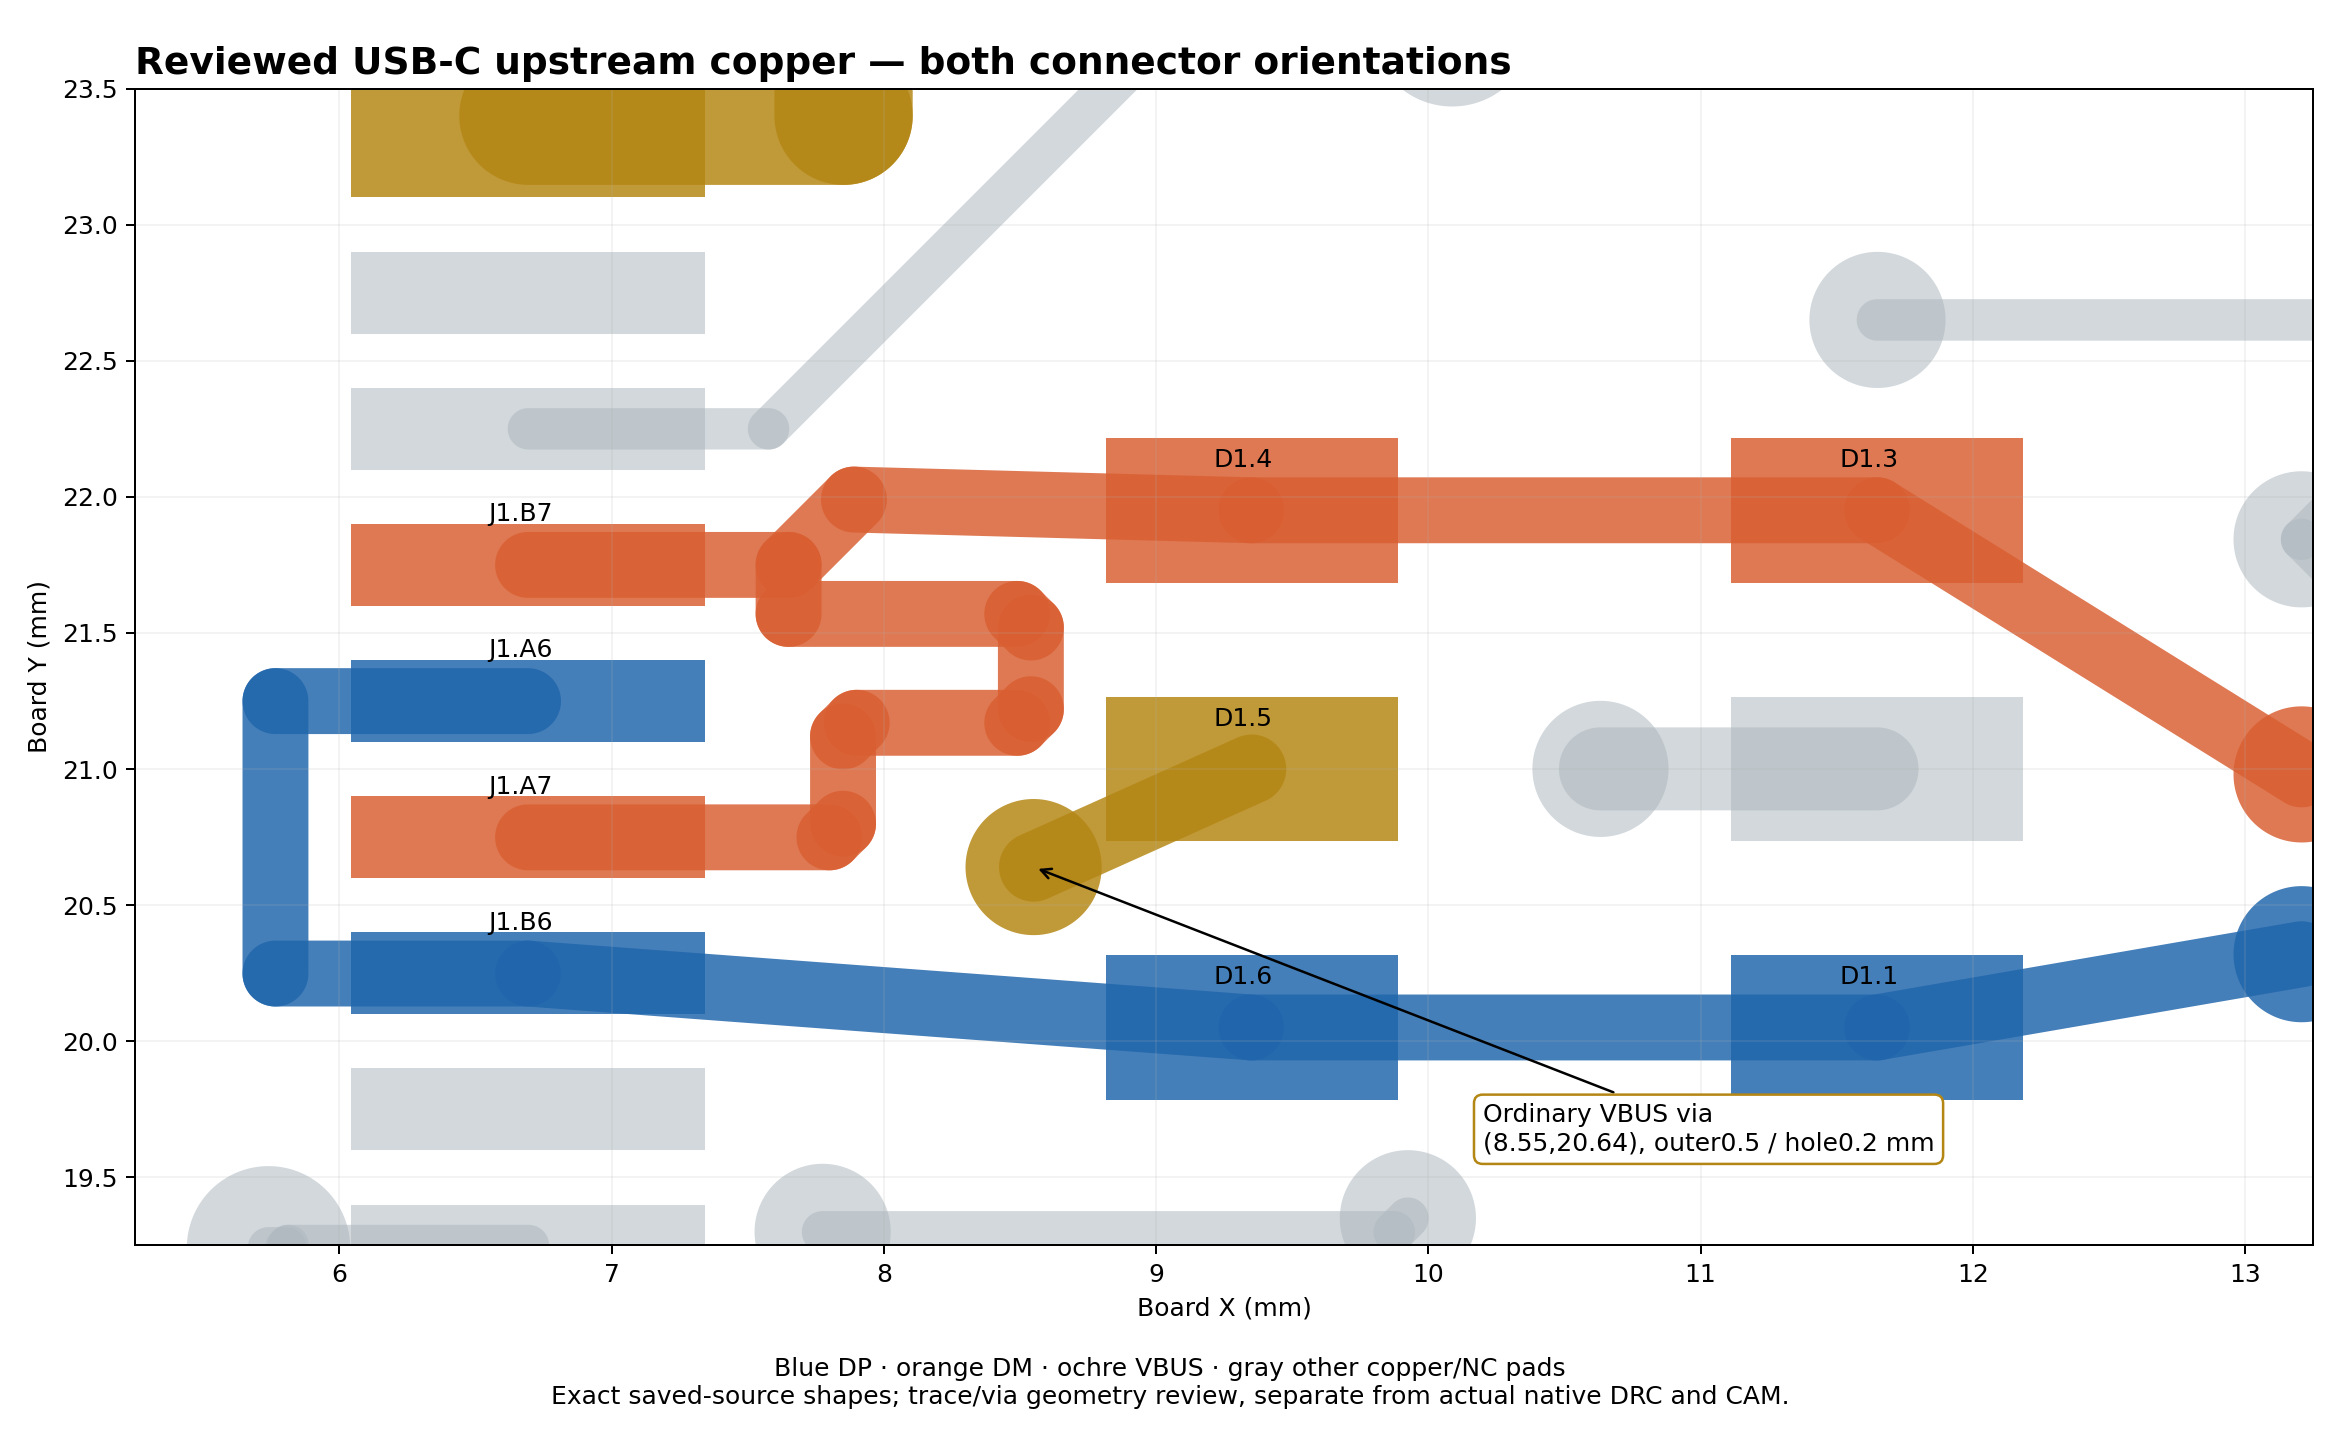 Reviewed USB-C upstream copper — both connector orientations
23.5
23.0
22.5
22.0
21.5
21.0
20.5
20.0
19.5
Board Y (mm)
D1.4
D1.3
J1.B7
J1.A6
D1.5
J1.A7
J1.B6
D1.6
D1.1
Ordinary VBUS via
(8.55,20.64), outer0.5 / hole0.2 mm
6
7
8
9
10
11
12
13
Board X (mm)
Blue DP · orange DM · ochre VBUS · gray other copper/NC pads
Exact saved-source shapes; trace/via geometry review, separate from actual native DRC and CAM.